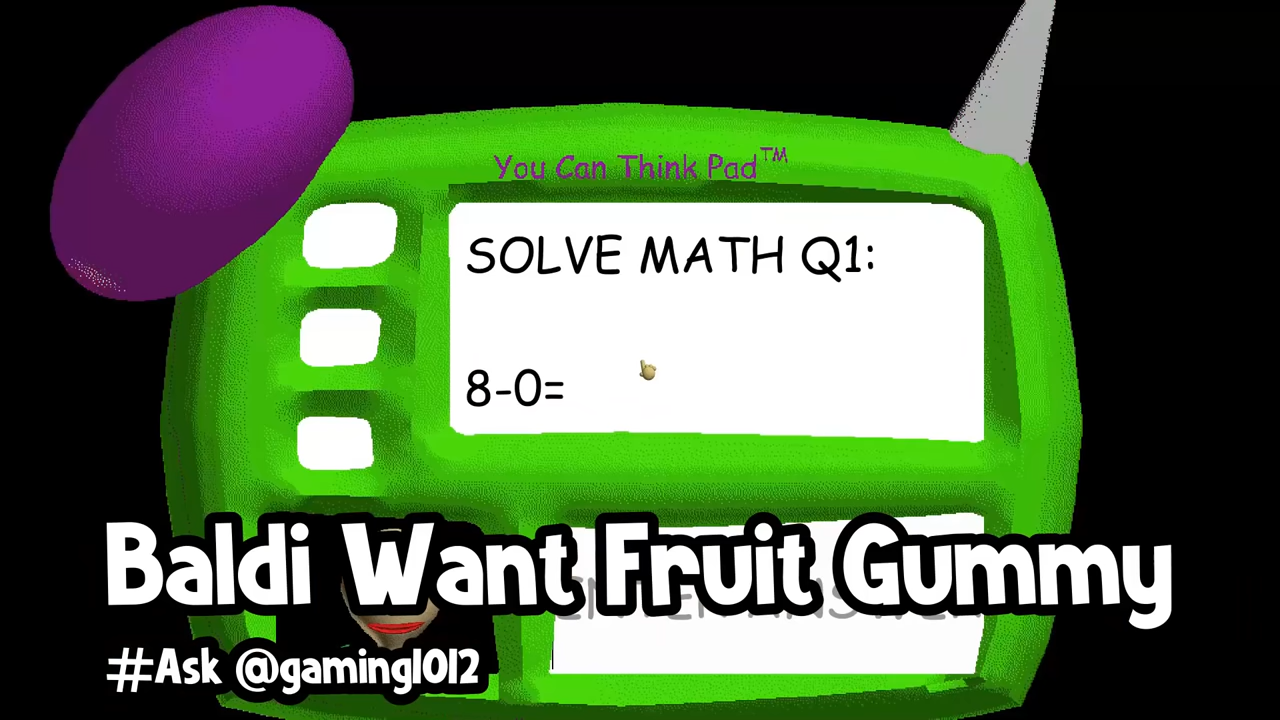 You Can Think Pad™
SOLVE MATH Q1:
8-0=
Baldi Want Fruit Gummy
#Ask @gaming1012